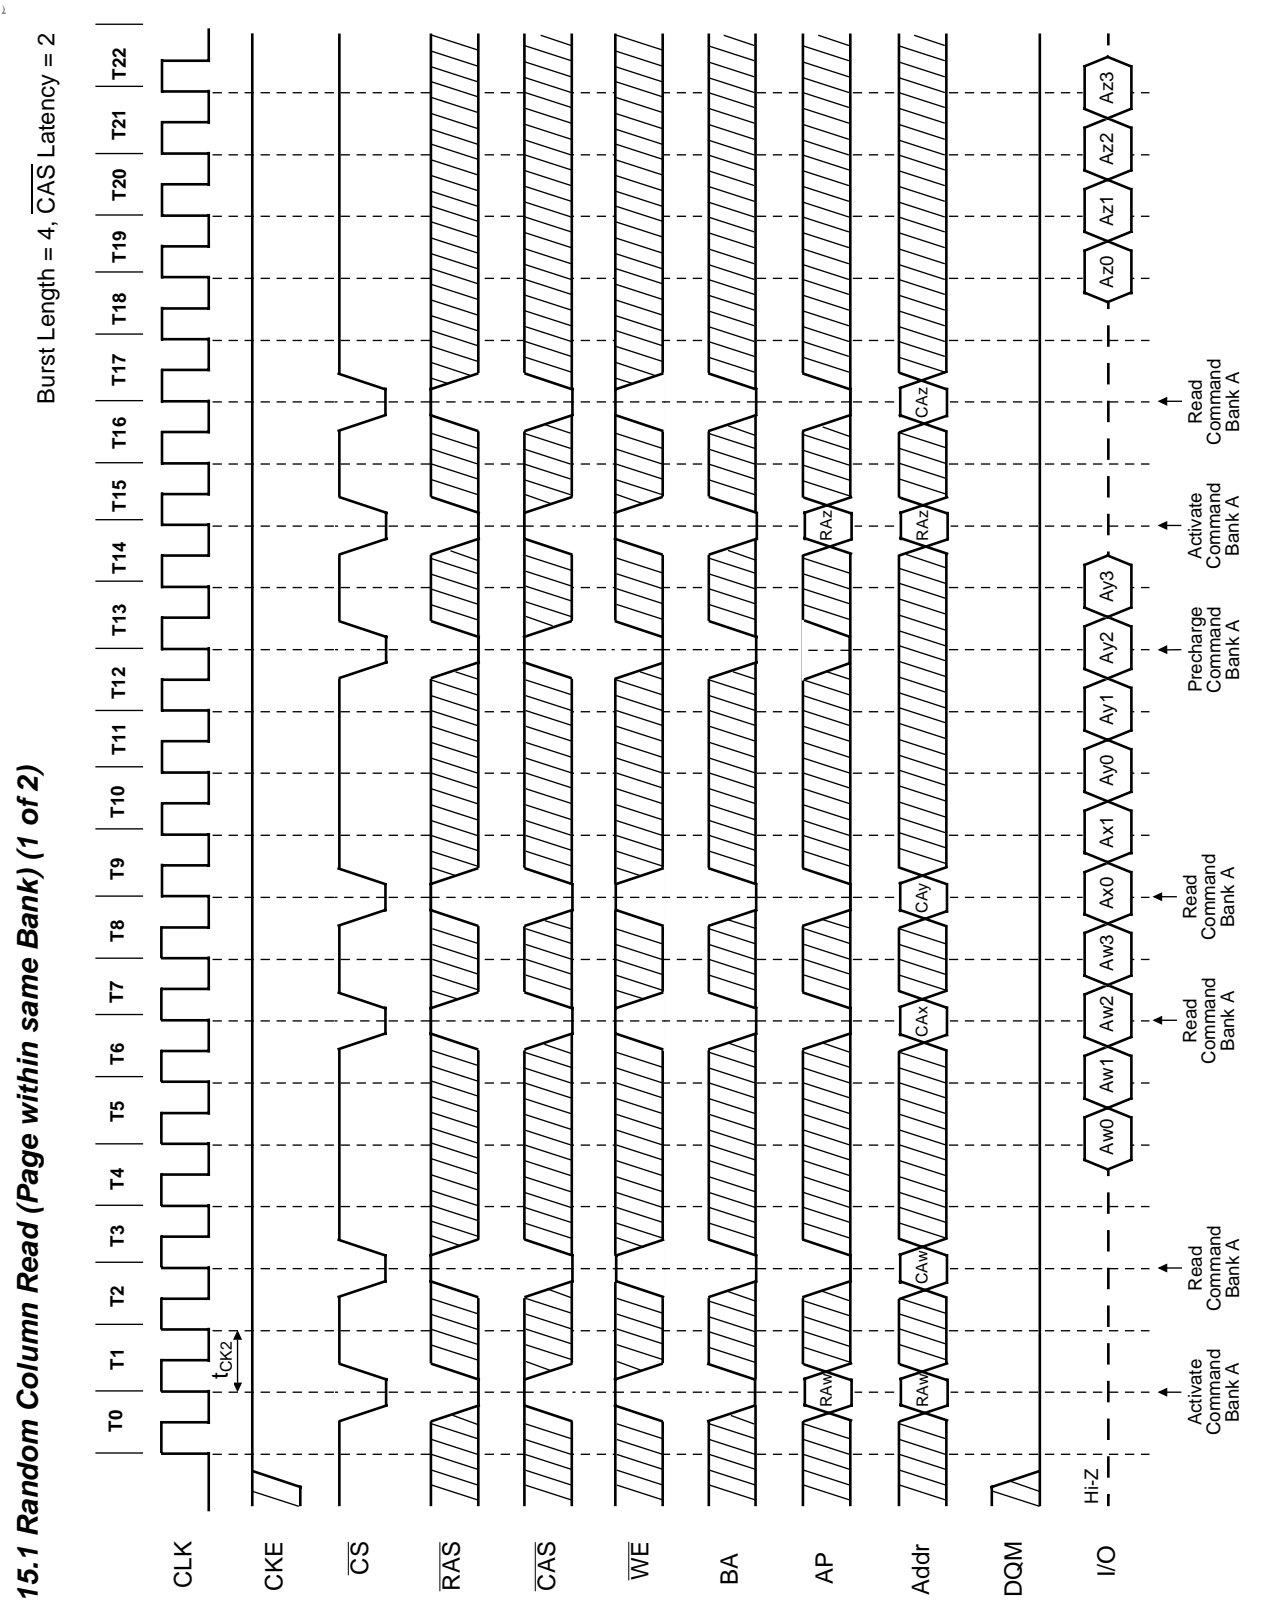 15.1 Random Column Read (Page within same Bank) (1 of 2)
Burst Length = 4, CAS Latency = 2
T0 T1 T2 T3 T4 T5 T6 T7 T8 T9 T10 T11 T12 T13 T14 T15 T16 T17 T18 T19 T20 T21 T22
CLK
tCK2
CKE
CS
RAS
CAS
WE
BA
AP
RAw RAz
Addr
RAw CAw CAx CAy RAz CAz
DQM
I/O
Hi-Z
Aw0 Aw1 Aw2 Aw3 Ax0 Ax1 Ay0 Ay1 Ay2 Ay3 Az0 Az1 Az2 Az3
Activate
Command
Bank A
Read
Command
Bank A
Read
Command
Bank A
Read
Command
Bank A
Precharge
Command
Bank A
Activate
Command
Bank A
Read
Command
Bank A